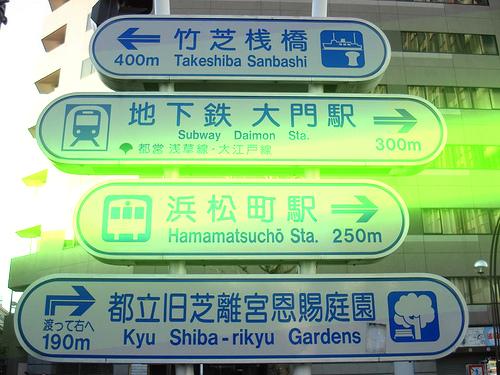 竹芝桟橋
400m Takeshiba Sanbashi
地下鉄 大門駅
Subway Daimon Sta.
都営 浅草線・大江戸線
300m
浜松町駅
Hamamatsuchō Sta. 250m
都立旧芝離宮恩賜庭園
渡って右へ
190m Kyu Shiba-rikyu Gardens